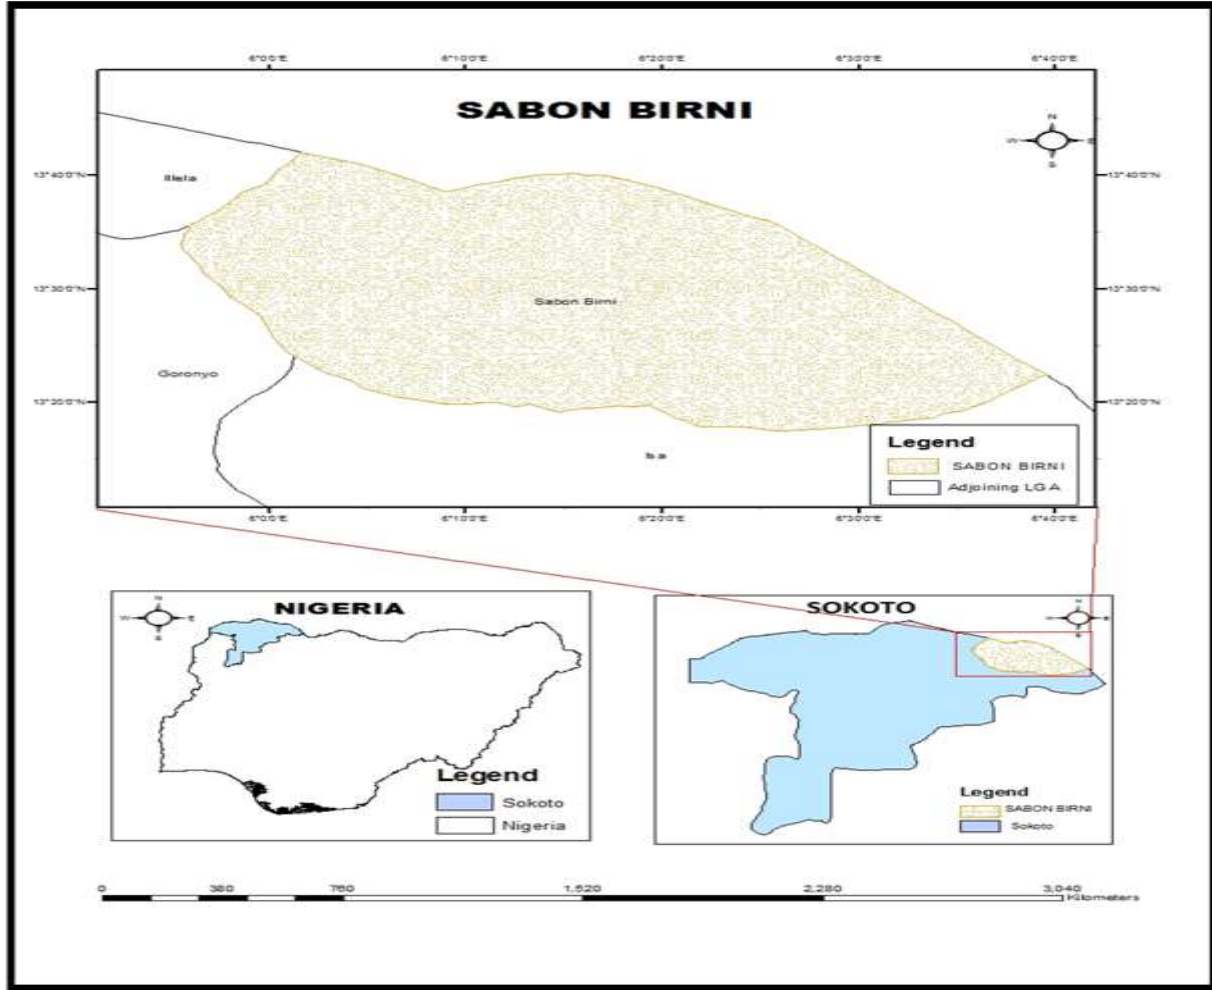 6°0'0"E 6°10'0"E 6°20'0"E 6°30'0"E 6°40'0"E
SABON BIRNI
N
W E
S
Illela
13°40'0"N 13°40'0"N
13°30'0"N 13°30'0"N
Sabon Birni
Goronyo
13°20'0"N 13°20'0"N
Isa
Legend
SABON BIRNI
Adjoining LGA
6°0'0"E 6°10'0"E 6°20'0"E 6°30'0"E 6°40'0"E
NIGERIA
N
W E
S
Legend
Sokoto
Nigeria
SOKOTO
N
W E
S
Legend
SABON BIRNI
Sokoto
0 380 760 1,520 2,280 3,040
Kilometers